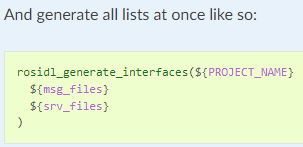 And generate all lists at once like so:
rosidl_generate_interfaces(${PROJECT_NAME}
  ${msg_files}
  ${srv_files}
)